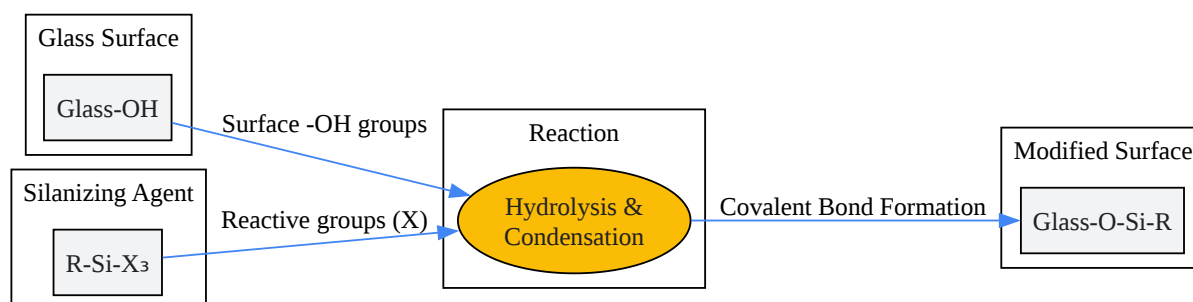 Glass Surface
Glass-OH
Surface -OH groups
Silanizing Agent
R-Si-X₃
Reactive groups (X)
Reaction
Hydrolysis &
Condensation
Covalent Bond Formation
Modified Surface
Glass-O-Si-R